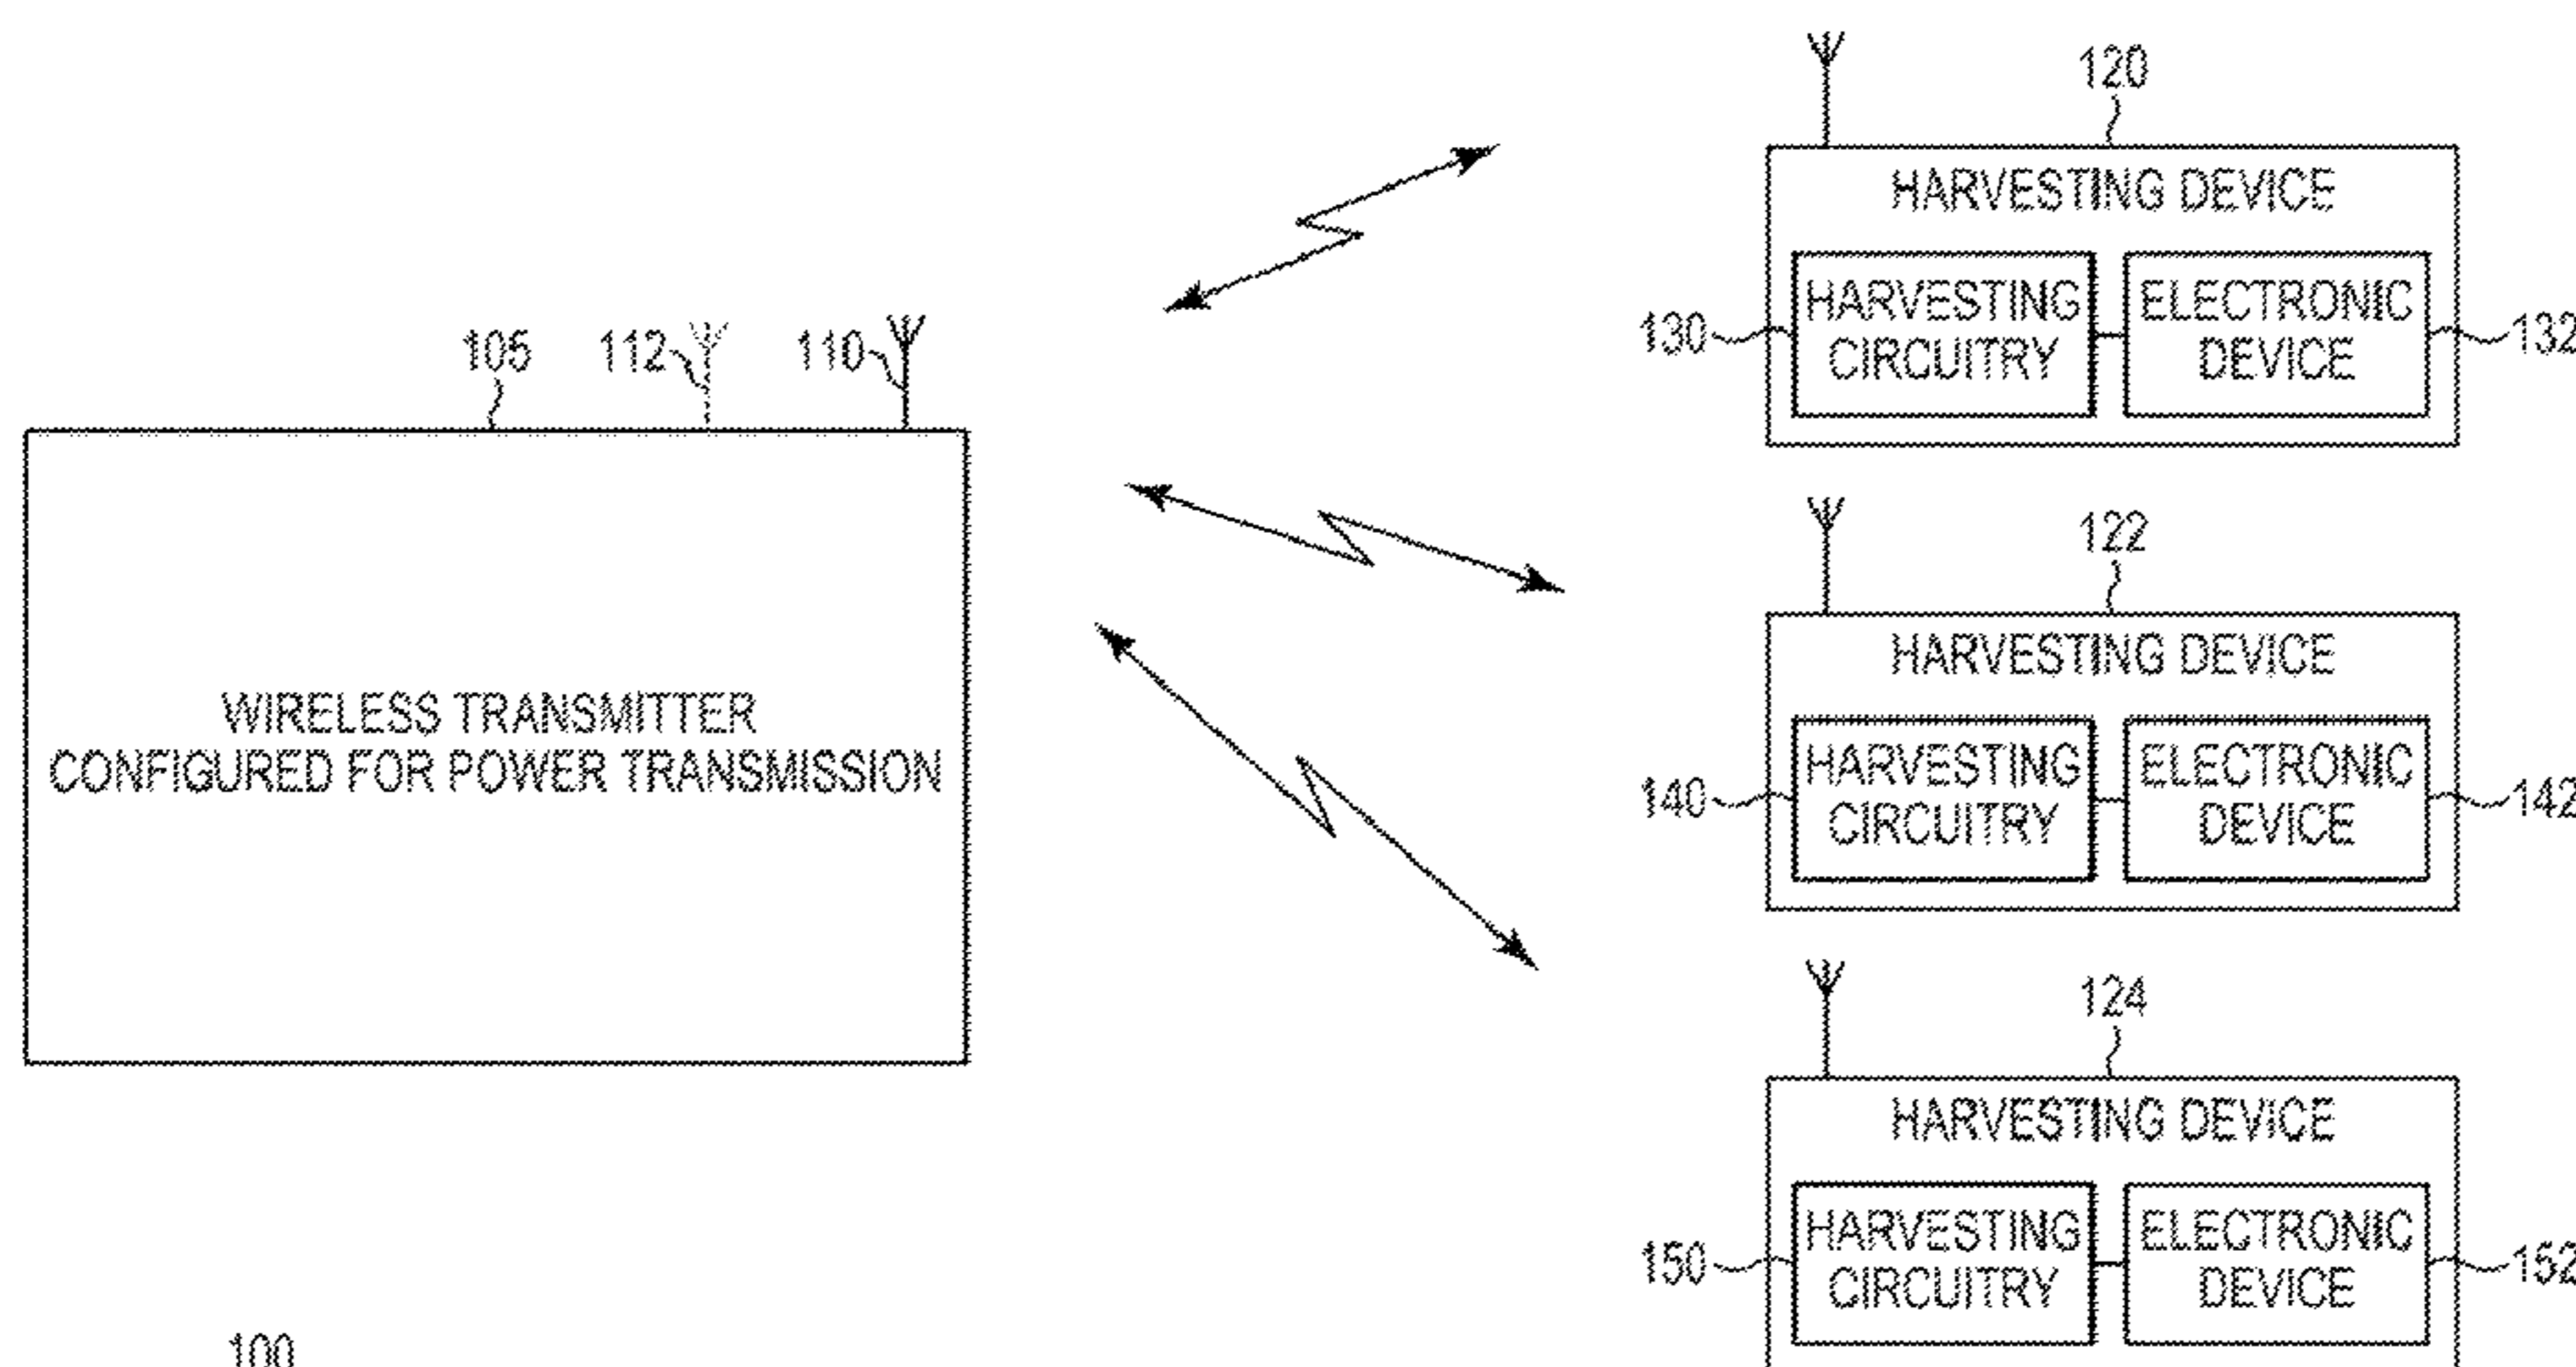 120
HARVESTING DEVICE
130
HARVESTING
CIRCUITRY
ELECTRONIC
DEVICE
132
105
112
110
WIRELESS TRANSMITTER
CONFIGURED FOR POWER TRANSMISSION
122
HARVESTING DEVICE
140
HARVESTING
CIRCUITRY
ELECTRONIC
DEVICE
142
124
HARVESTING DEVICE
150
HARVESTING
CIRCUITRY
ELECTRONIC
DEVICE
152
100